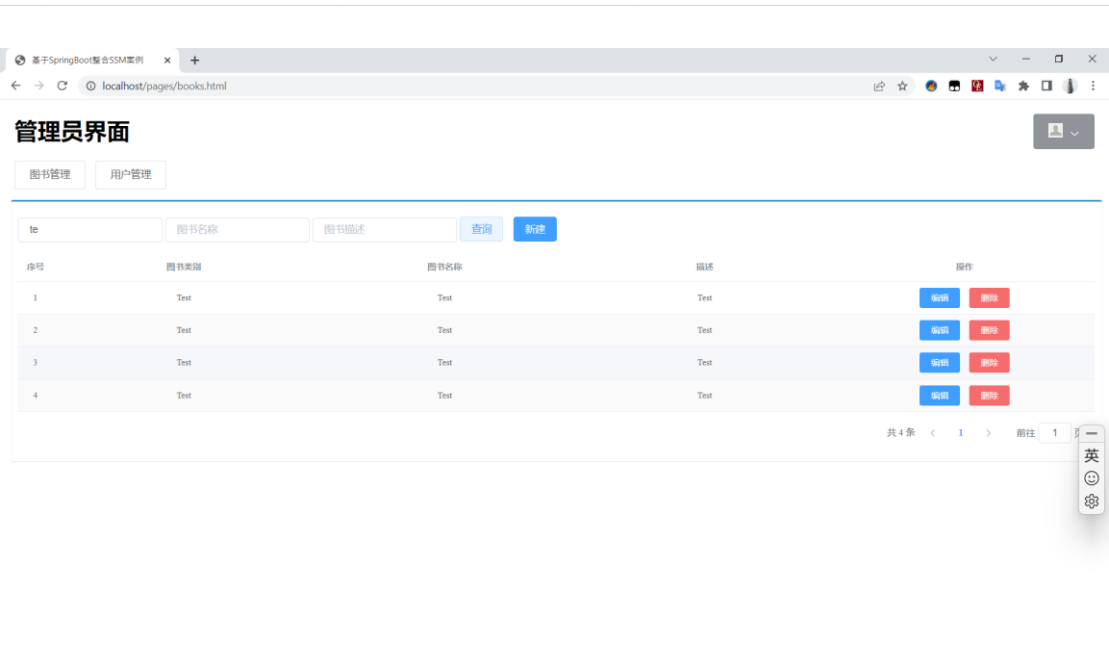 基于SpringBoot整合SSM案例
localhost/pages/books.html
管理员界面
图书管理 用户管理
te 图书名称 图书描述 查询 新建
序号 图书类别 图书名称 描述 操作
1 Test Test Test 编辑 删除
2 Test Test Test 编辑 删除
3 Test Test Test 编辑 删除
4 Test Test Test 编辑 删除
共 4 条 1 前往 1
英